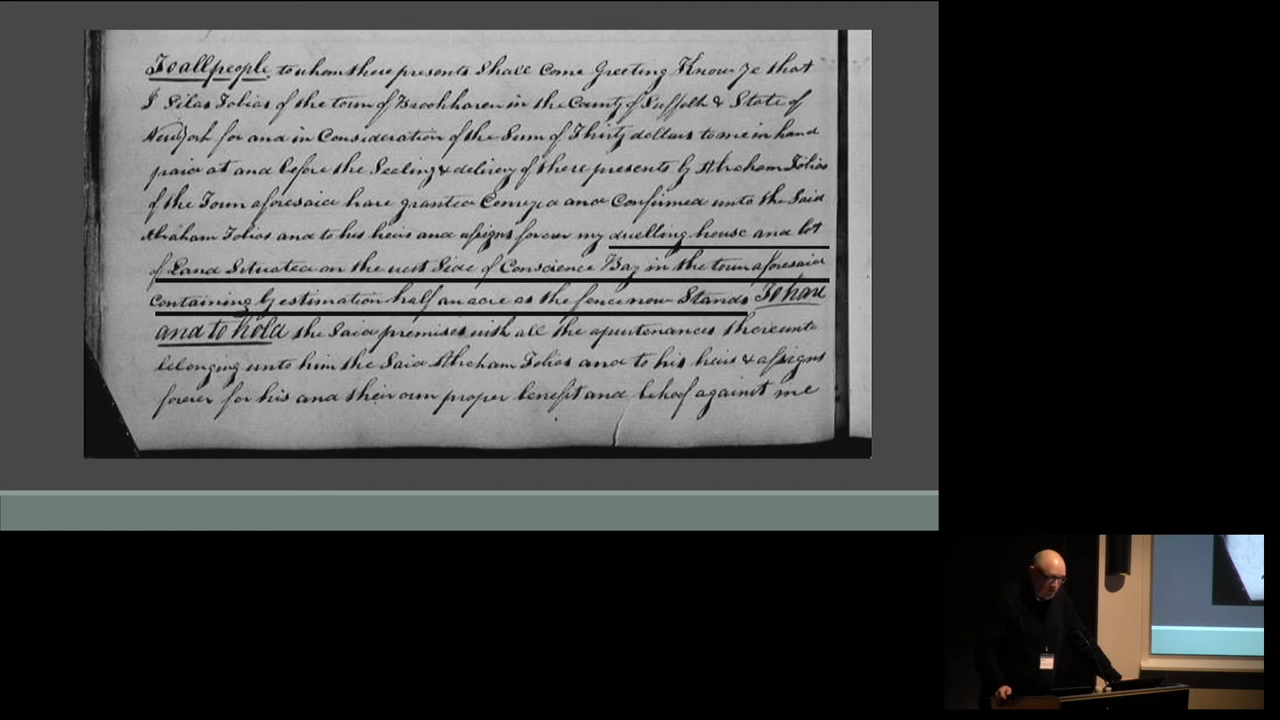 To all people to whom these presents Shall Come Greeting Know ye that
I Silas Tobias of the town of Brookhaven in the County of Suffolk & State of
New York for and in Consideration of the Sum of Thirty dollars to me in hand
paid at and before the Sealing & delivery of these presents by Abraham Tobias
of the Town aforesaid have granted Conveyed and Confirmed unto the Said
Abraham Tobias and to his heirs and assigns forever my dwelling house and lot
of Land Situated on the west Side of Conscience Bay in the town aforesaid
Containing by estimation half an acre as the fence now Stands To have
and to hold the Said premises with all the apurtenances thereunto
belonging unto him the Said Abraham Tobias and to his heirs & assigns
forever for his and their own proper benefit and behoof against me